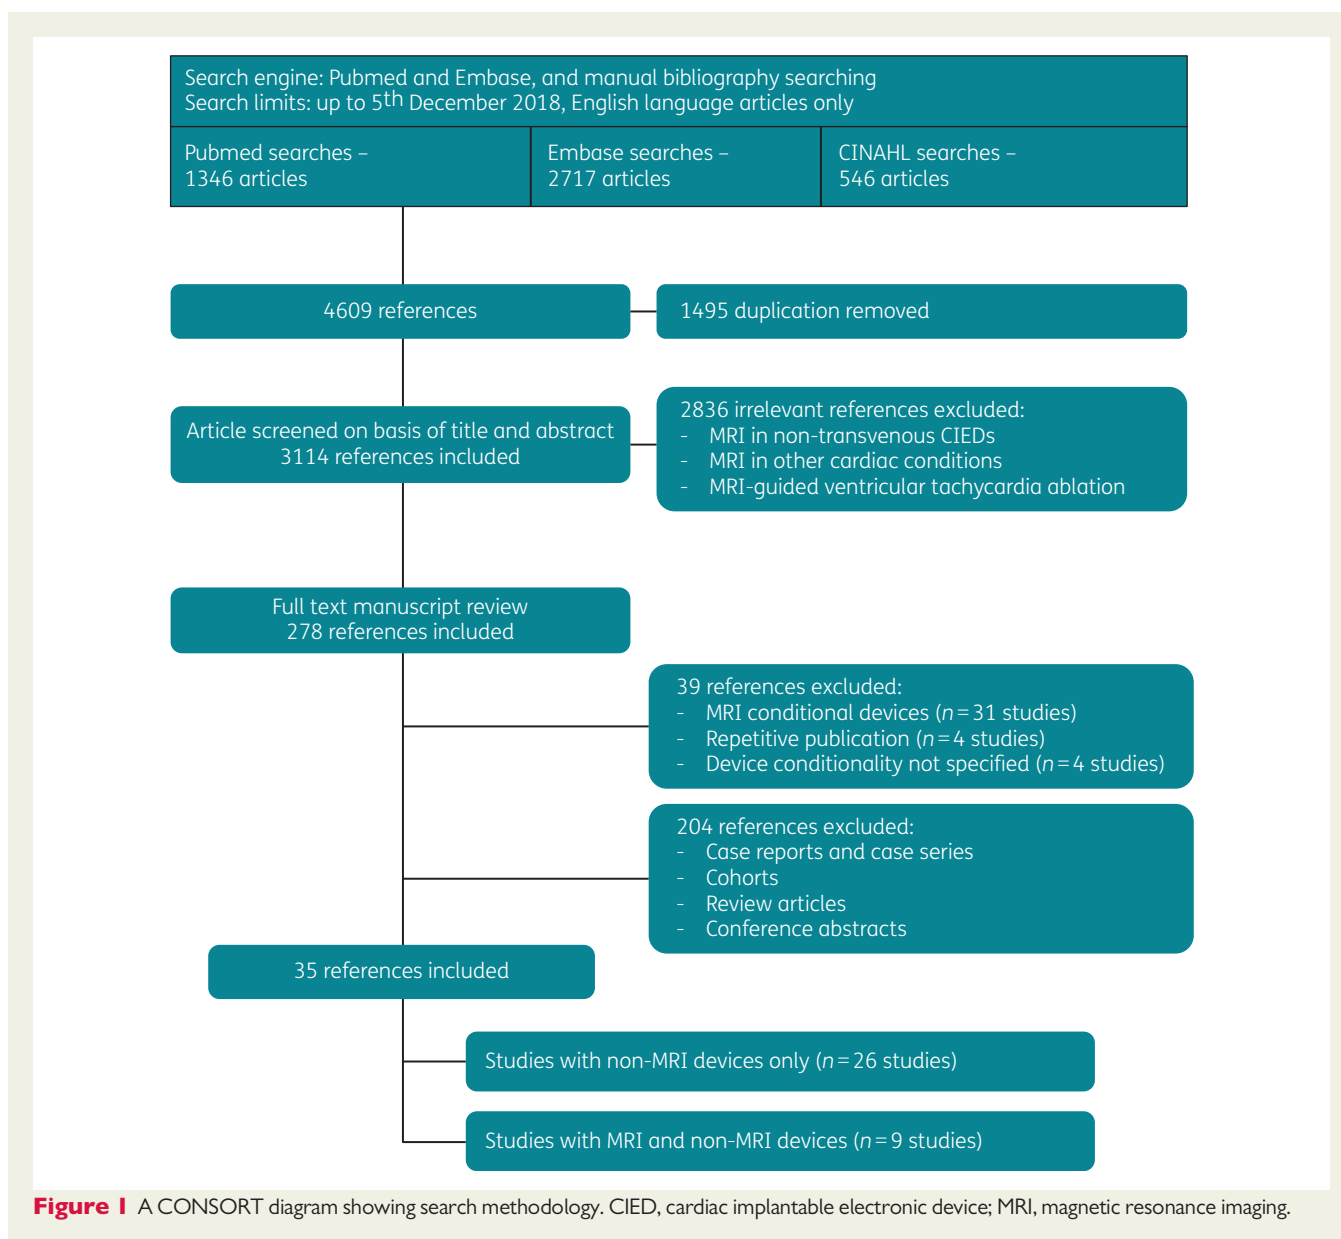 Search engine: Pubmed and Embase, and manual bibliography searching
Search limits: up to 5th December 2018, English language articles only
Pubmed searches –
1346 articles
Embase searches –
2717 articles
CINAHL searches –
546 articles
4609 references
1495 duplication removed
Article screened on basis of title and abstract
3114 references included
2836 irrelevant references excluded:
- MRI in non-transvenous CIEDs
- MRI in other cardiac conditions
- MRI-guided ventricular tachycardia ablation
Full text manuscript review
278 references included
39 references excluded:
- MRI conditional devices (n = 31 studies)
- Repetitive publication (n = 4 studies)
- Device conditionality not specified (n = 4 studies)
204 references excluded:
- Case reports and case series
- Cohorts
- Review articles
- Conference abstracts
35 references included
Studies with non-MRI devices only (n = 26 studies)
Studies with MRI and non-MRI devices (n = 9 studies)
Figure 1 A CONSORT diagram showing search methodology. CIED, cardiac implantable electronic device; MRI, magnetic resonance imaging.